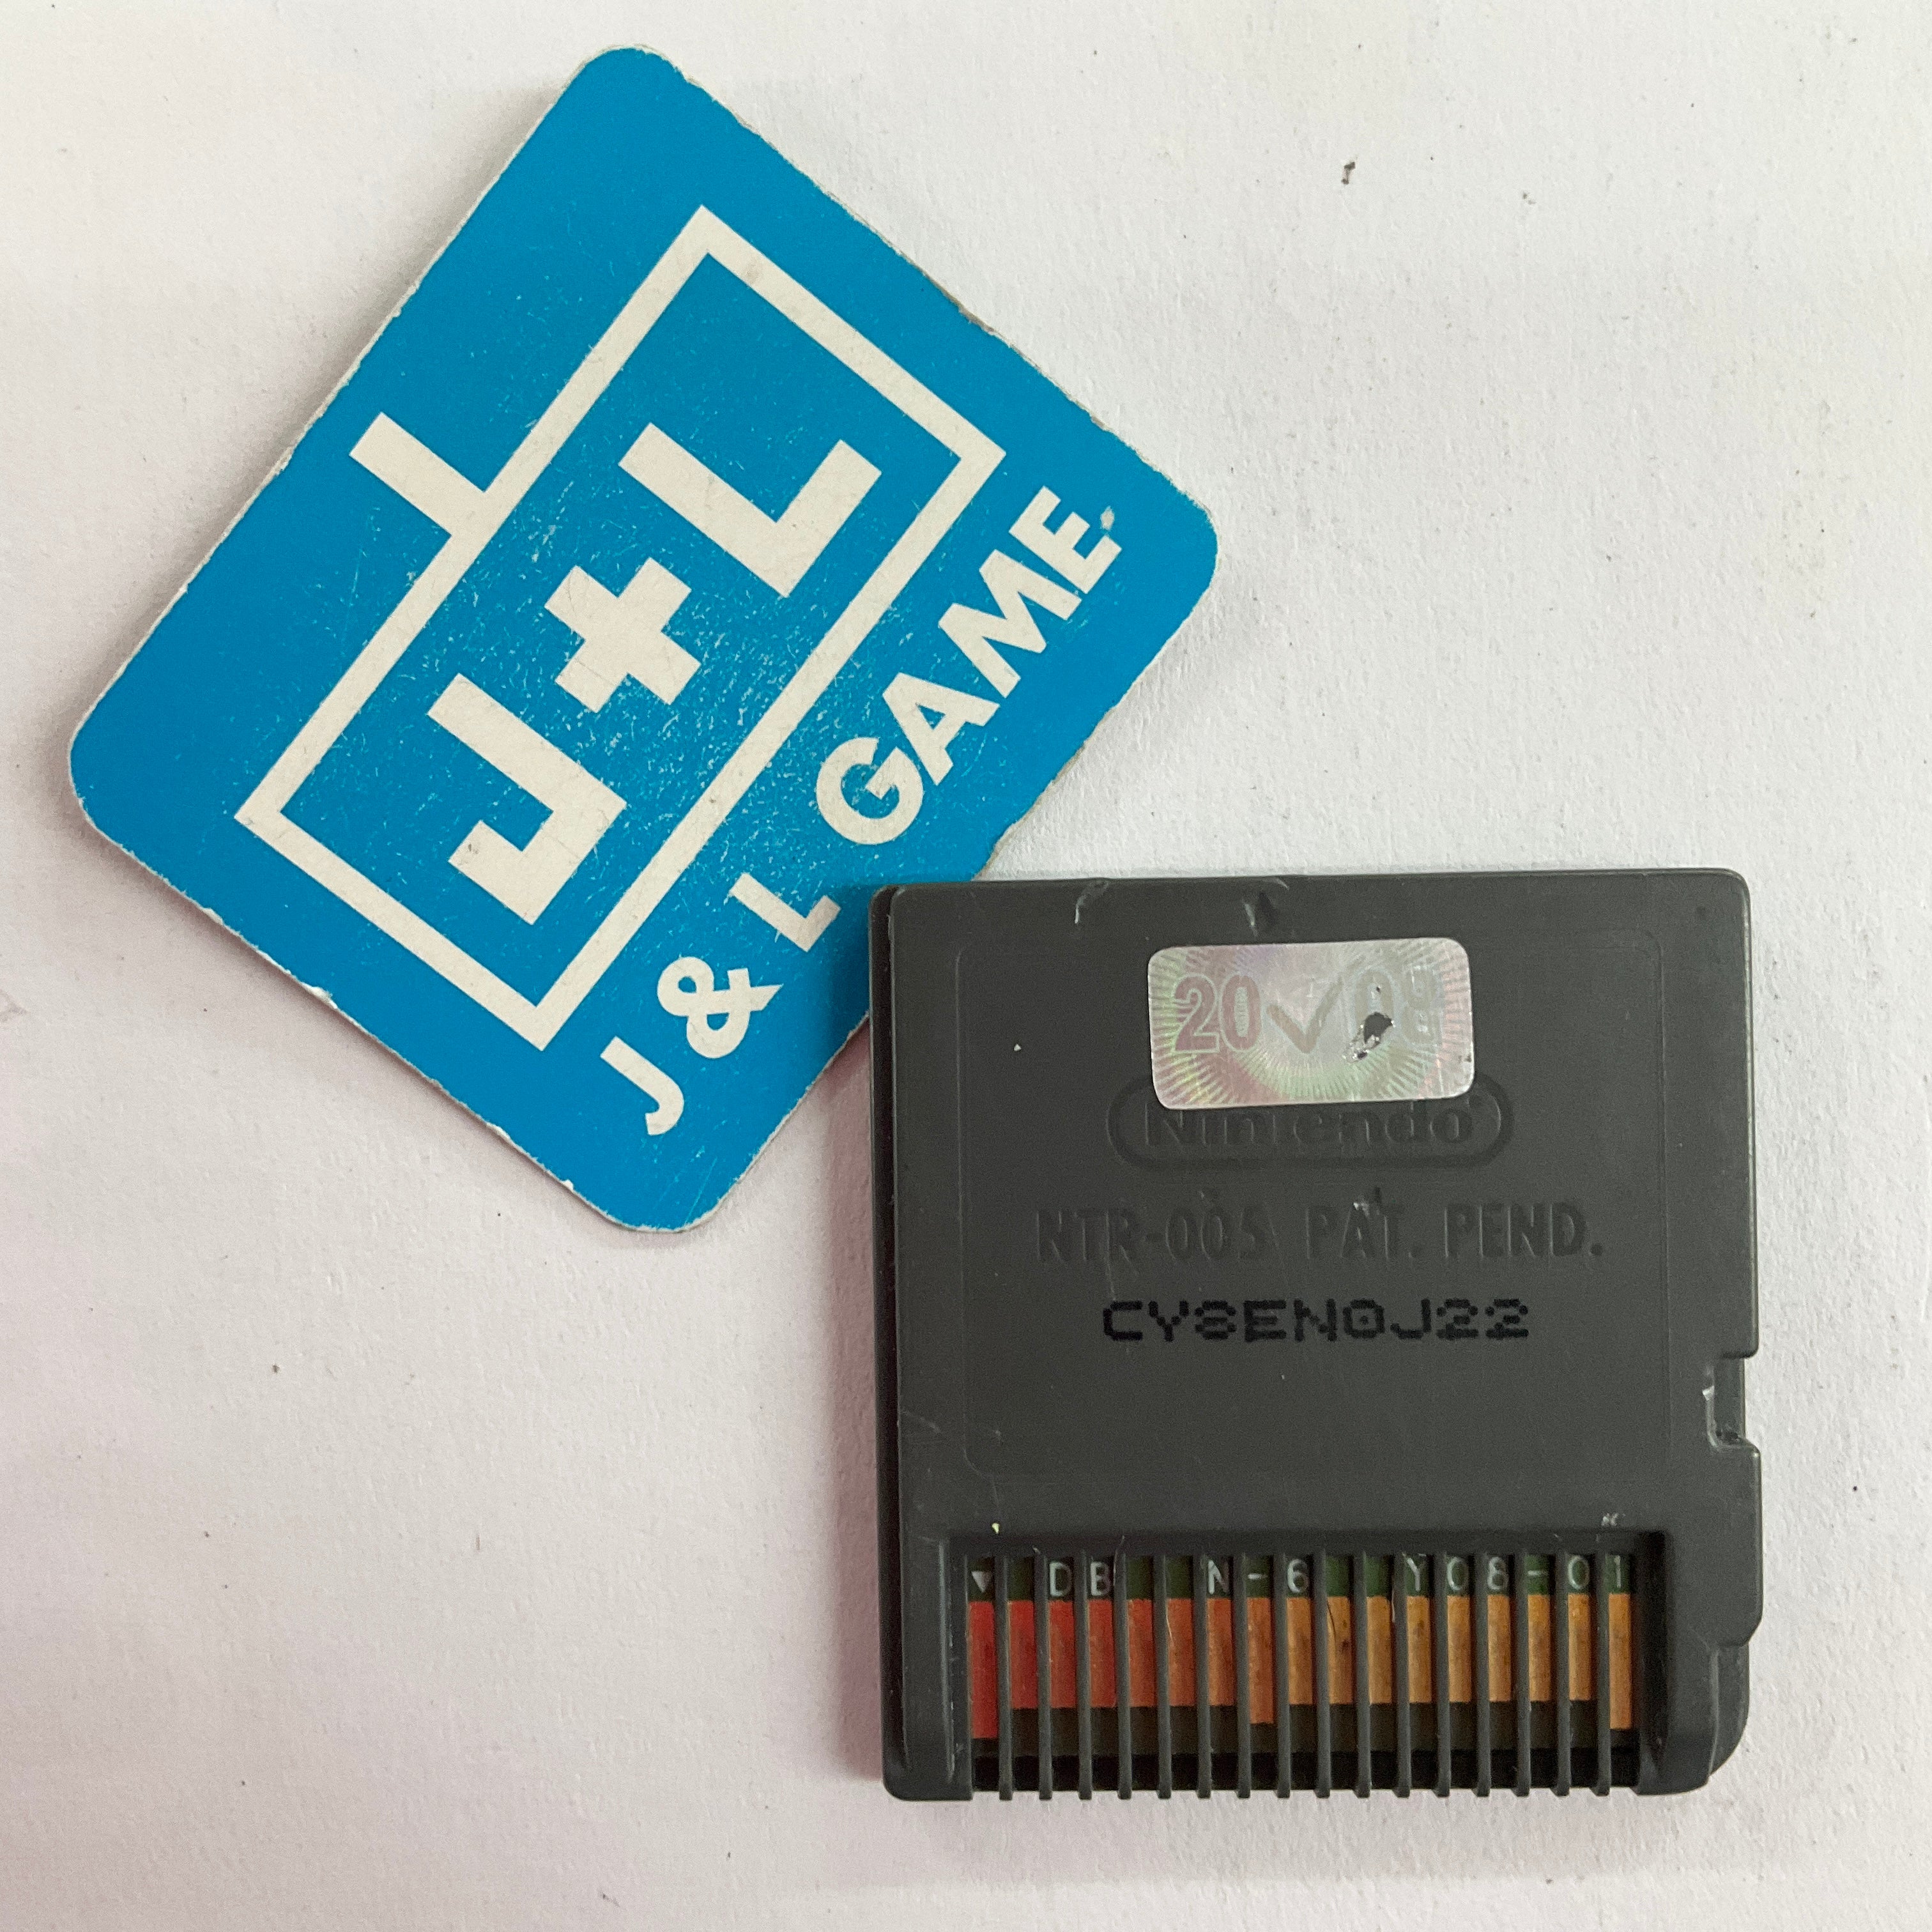 J+L
J & L GAME
20
Nintendo®
NTR-005 PAT. PEND.
CY8EN0J22
▼ DB N-6 Y08-01